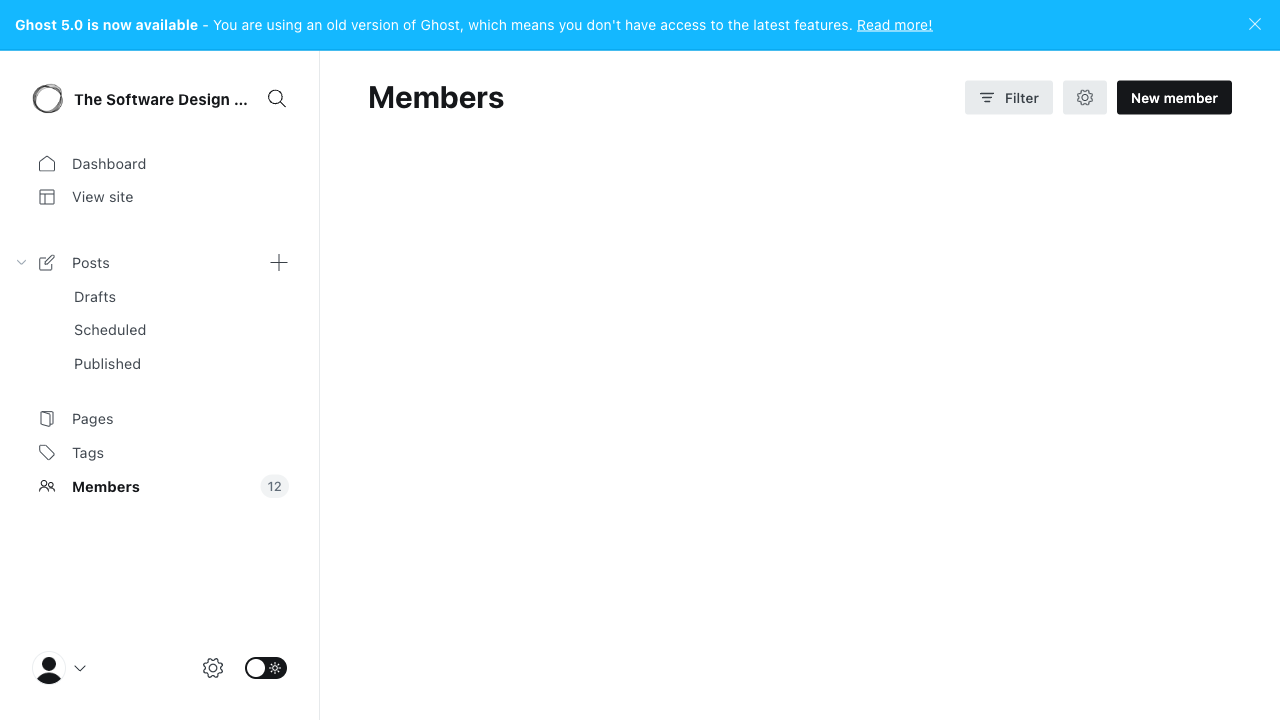 Ghost 5.0 is now available - You are using an old version of Ghost, which means you don't have access to the latest features. Read more!
The Software Design ...
Dashboard
View site
Posts
Drafts
Scheduled
Published
Pages
Tags
Members 12
Members
Filter
New member